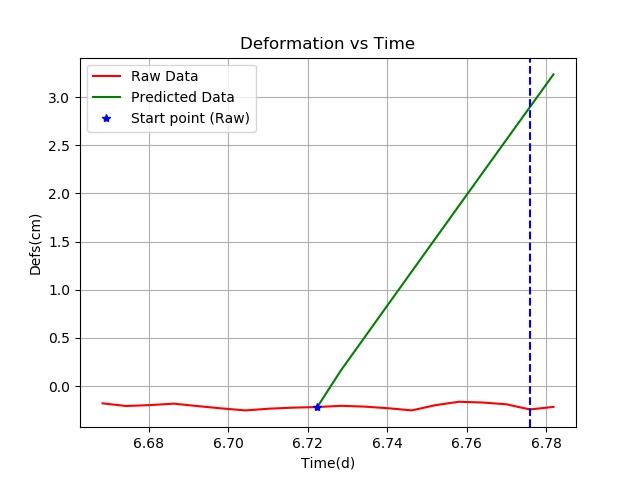 Deformation vs Time
Raw Data
Predicted Data
Start point (Raw)
3.0
2.5
2.0
1.5
1.0
0.5
0.0
Defs(cm)
6.68 6.70 6.72 6.74 6.76 6.78
Time(d)